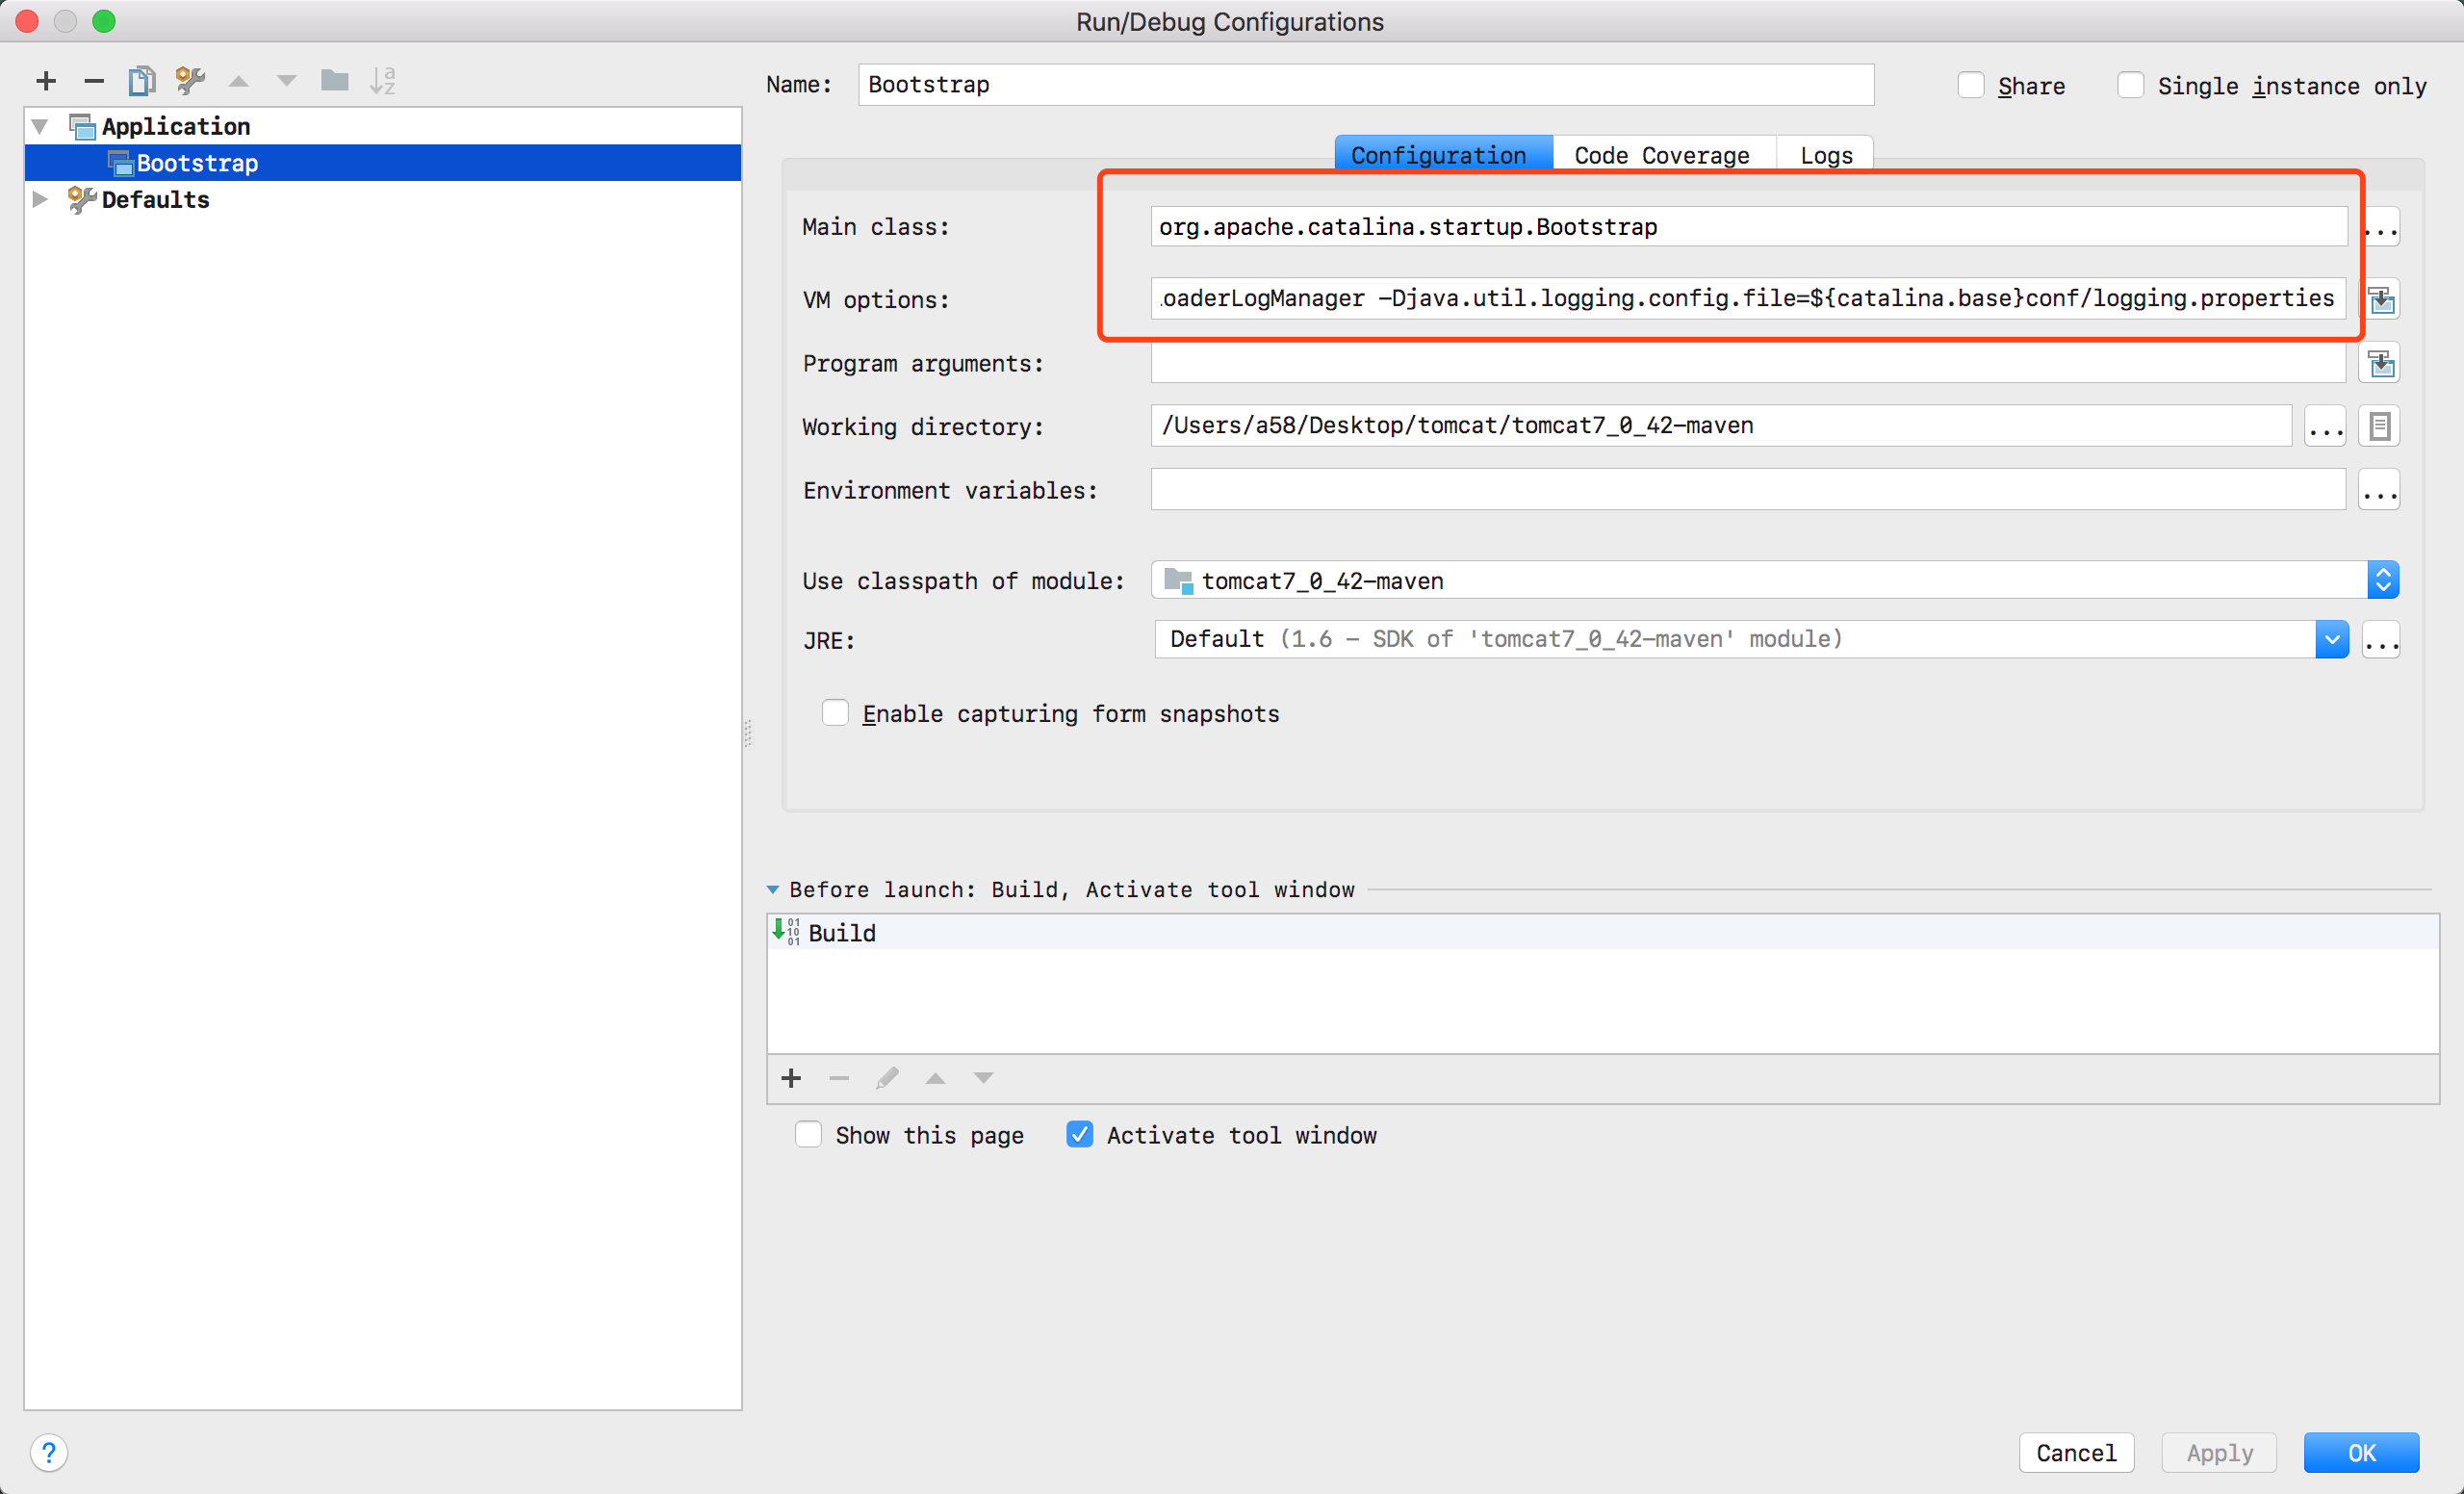 Run/Debug Configurations
Name: Bootstrap Share Single instance only
Application
Bootstrap
Defaults
Configuration Code Coverage Logs
Main class: org.apache.catalina.startup.Bootstrap ...
VM options: oaderLogManager -Djava.util.logging.config.file=${catalina.base}conf/logging.properties
Program arguments:
Working directory: /Users/a58/Desktop/tomcat/tomcat7_0_42-maven ...
Environment variables: ...
Use classpath of module: tomcat7_0_42-maven
JRE: Default (1.6 - SDK of 'tomcat7_0_42-maven' module) ...
Enable capturing form snapshots
Before launch: Build, Activate tool window
Build
Show this page Activate tool window
? Cancel Apply OK